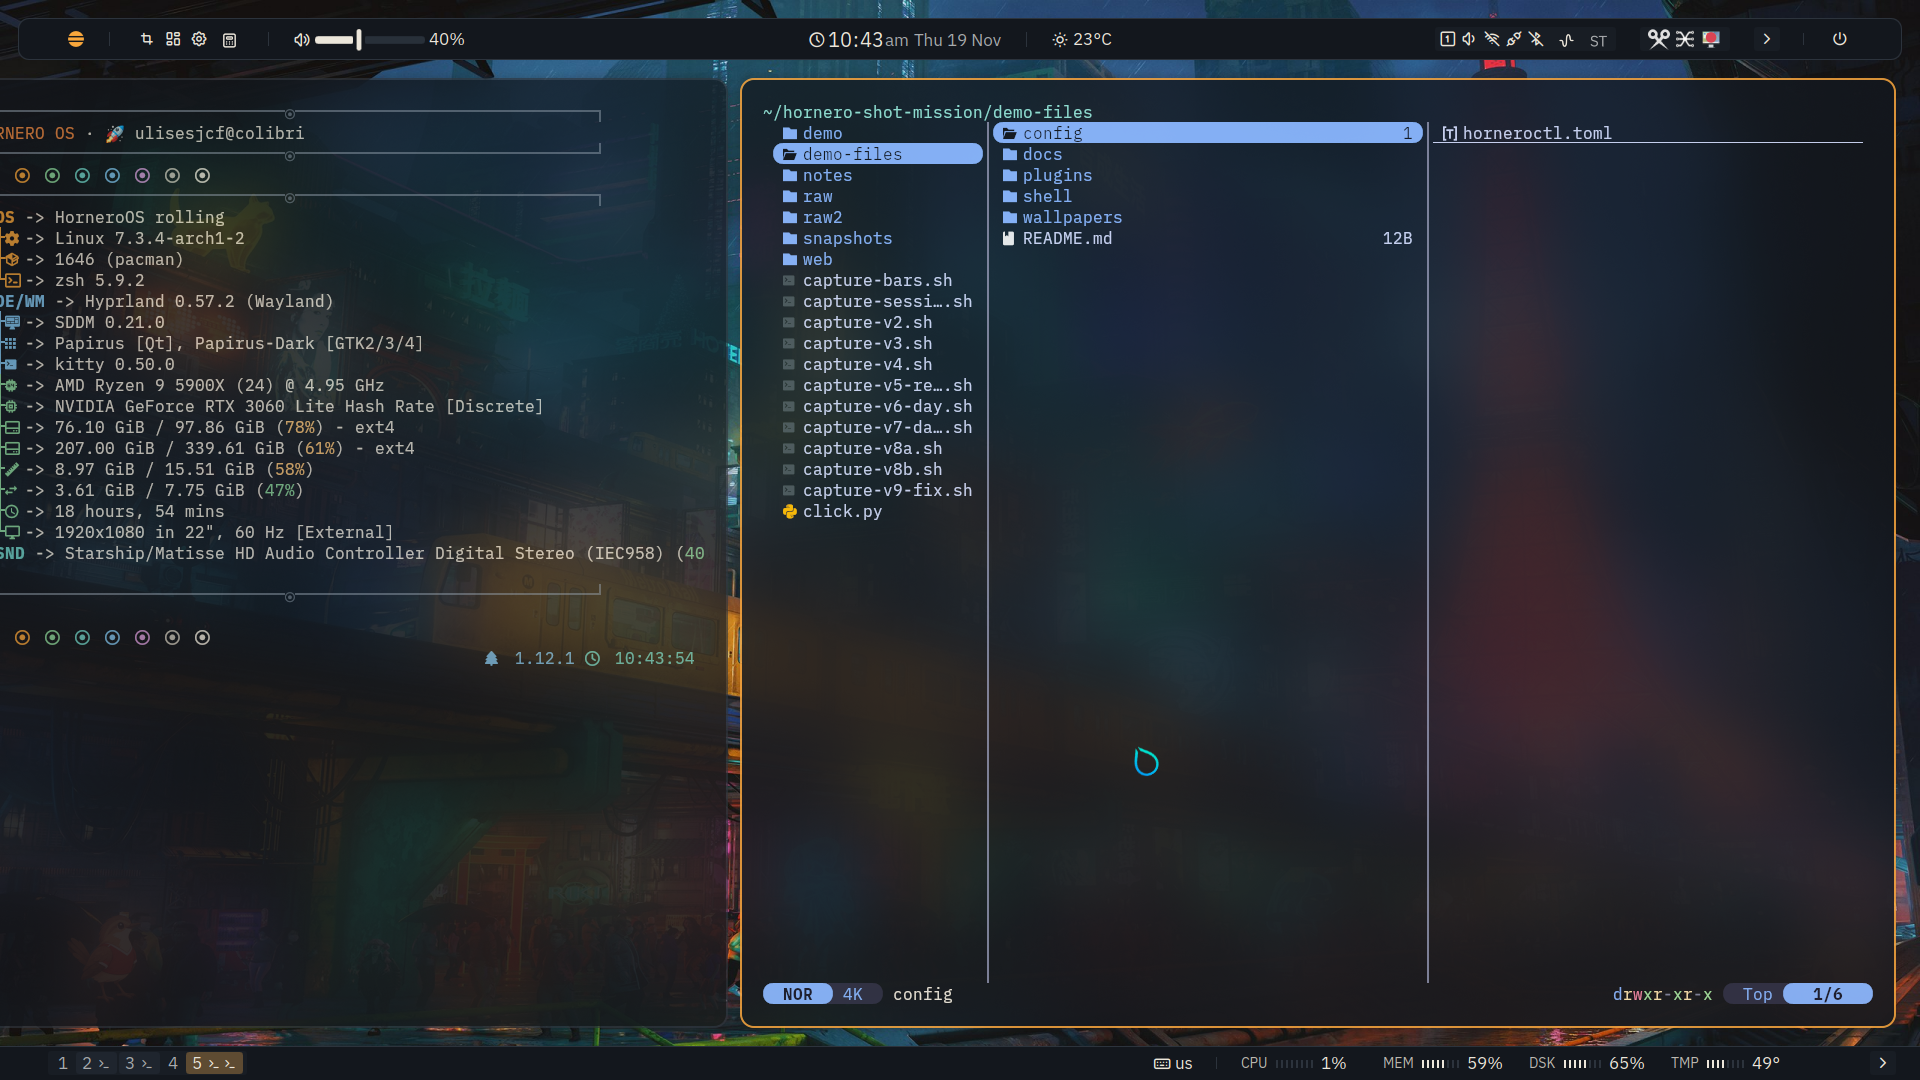 40%
10:43am Thu 19 Nov
23°C
1
ST
RNERO OS · 🚀 ulisesjcf@colibri
OS -> HorneroOS rolling
-> Linux 7.3.4-arch1-2
-> 1646 (pacman)
-> zsh 5.9.2
DE/WM -> Hyprland 0.57.2 (Wayland)
-> SDDM 0.21.0
-> Papirus [Qt], Papirus-Dark [GTK2/3/4]
-> kitty 0.50.0
-> AMD Ryzen 9 5900X (24) @ 4.95 GHz
-> NVIDIA GeForce RTX 3060 Lite Hash Rate [Discrete]
-> 76.10 GiB / 97.86 GiB (78%) - ext4
-> 207.00 GiB / 339.61 GiB (61%) - ext4
-> 8.97 GiB / 15.51 GiB (58%)
-> 3.61 GiB / 7.75 GiB (47%)
-> 18 hours, 54 mins
-> 1920x1080 in 22", 60 Hz [External]
SND -> Starship/Matisse HD Audio Controller Digital Stereo (IEC958) (40
1.12.1 10:43:54
~/hornero-shot-mission/demo-files
demo
demo-files
notes
raw
raw2
snapshots
web
capture-bars.sh
capture-sessi….sh
capture-v2.sh
capture-v3.sh
capture-v4.sh
capture-v5-re….sh
capture-v6-day.sh
capture-v7-da….sh
capture-v8a.sh
capture-v8b.sh
capture-v9-fix.sh
click.py
config 1
docs
plugins
shell
wallpapers
README.md 12B
[T] horneroctl.toml
NOR 4K config
drwxr-xr-x Top 1/6
1 2 >_ 3 >_ 4 5 >_ >_
us
CPU 1%
MEM 59%
DSK 65%
TMP 49°